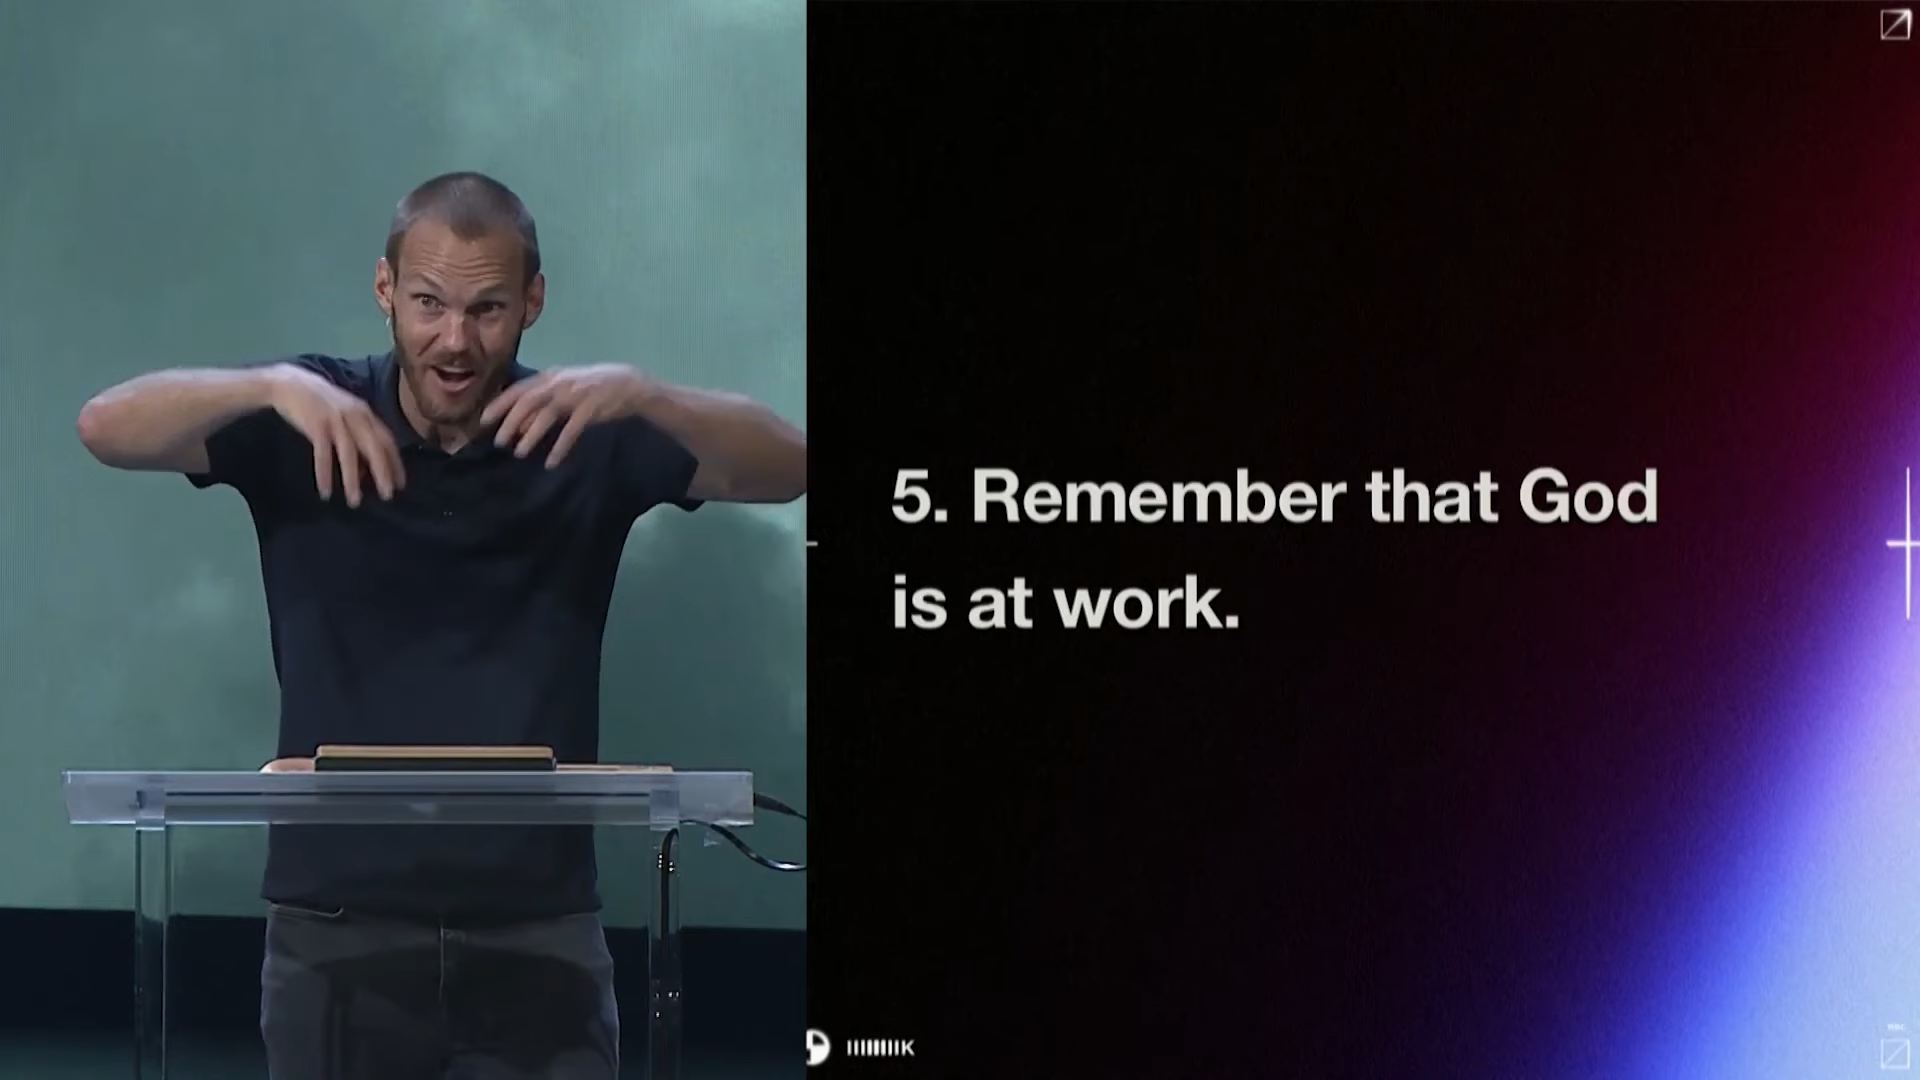 5. Remember that God
is at work.